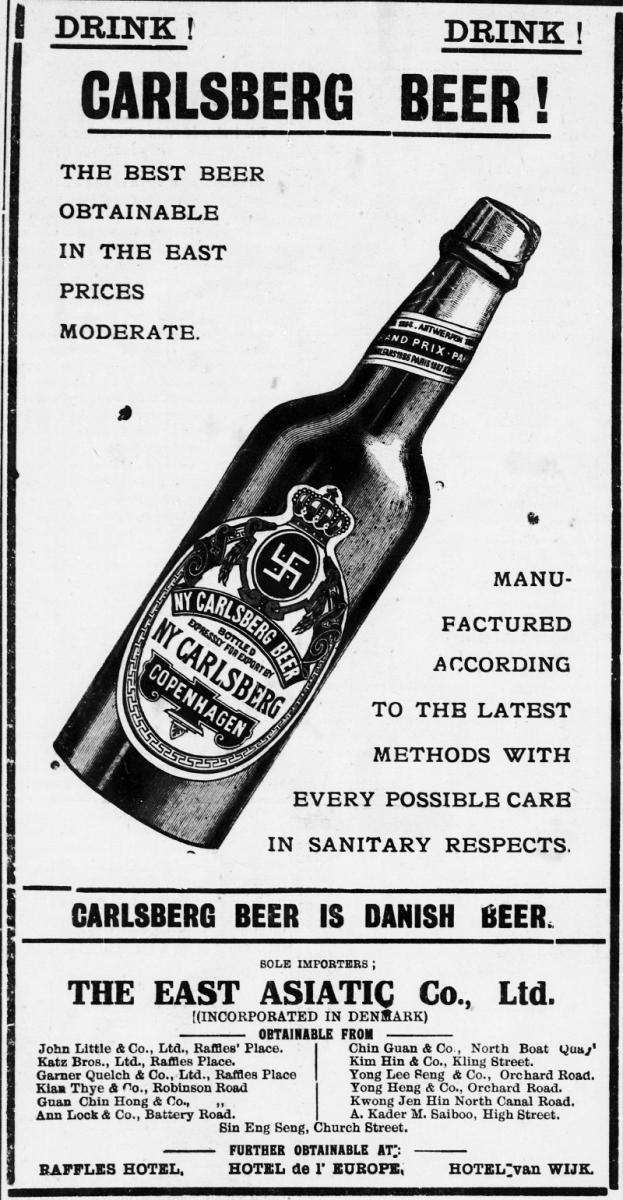 DRINK! DRINK!
CARLSBERG BEER!
THE BEST BEER
OBTAINABLE
IN THE EAST
PRICES
MODERATE.
1884. ANTWERPEN
AND PRIX·PA
1886 PARIS 1867
NY CARLSBERG BEER
BOTTLED
EXPRESSLY FOR EXPORT BY
NY CARLSBERG
COPENHAGEN
MANU-
FACTURED
ACCORDING
TO THE LATEST
METHODS WITH
EVERY POSSIBLE CARE
IN SANITARY RESPECTS.
CARLSBERG BEER IS DANISH BEER.
SOLE IMPORTERS;
THE EAST ASIATIC Co., Ltd.
(INCORPORATED IN DENMARK)
OBTAINABLE FROM
John Little & Co., Ltd., Raffles' Place.
Katz Bros., Ltd., Raffles Place.
Garner Quelch & Co., Ltd., Raffles Place
Kian Thye & Co., Robinson Road
Guan Chin Hong & Co., ,,
Ann Lock & Co., Battery Road.
Chin Guan & Co., North Boat Quay
Kim Hin & Co., Kling Street.
Yong Lee Seng & Co., Orchard Road.
Yong Heng & Co., Orchard Road.
Kwong Jen Hin North Canal Road.
A. Kader M. Saiboo, High Street.
Sin Eng Seng, Church Street.
FURTHER OBTAINABLE AT:
RAFFLES HOTEL, HOTEL de l' EUROPE, HOTEL van WIJK.